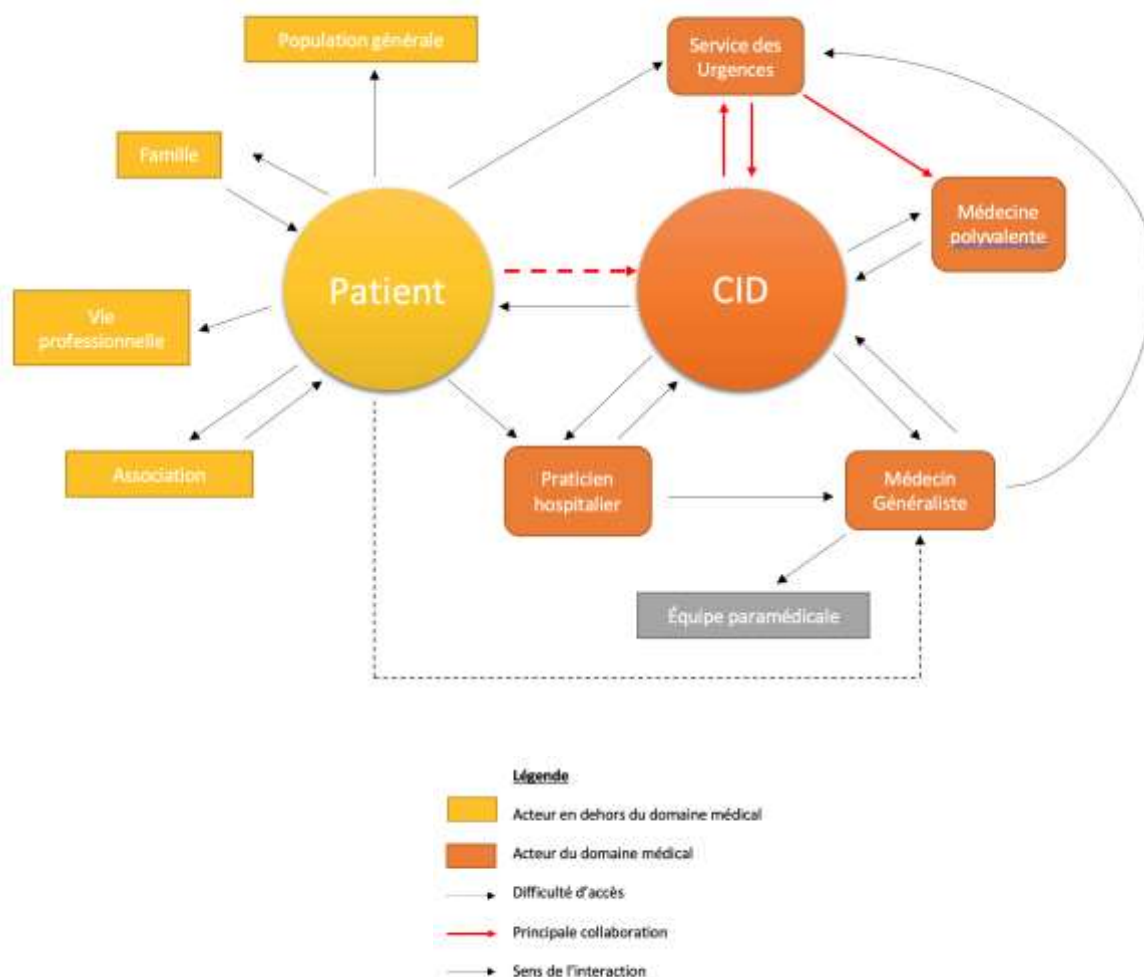 Population générale
Service des
Urgences
Famille
Médecine
polyvalente
Patient
CID
Vie
professionnelle
Association
Praticien
hospitalier
Médecin
Généraliste
Équipe paramédicale
Légende
Acteur en dehors du domaine médical
Acteur du domaine médical
Difficulté d'accès
Principale collaboration
Sens de l'interaction